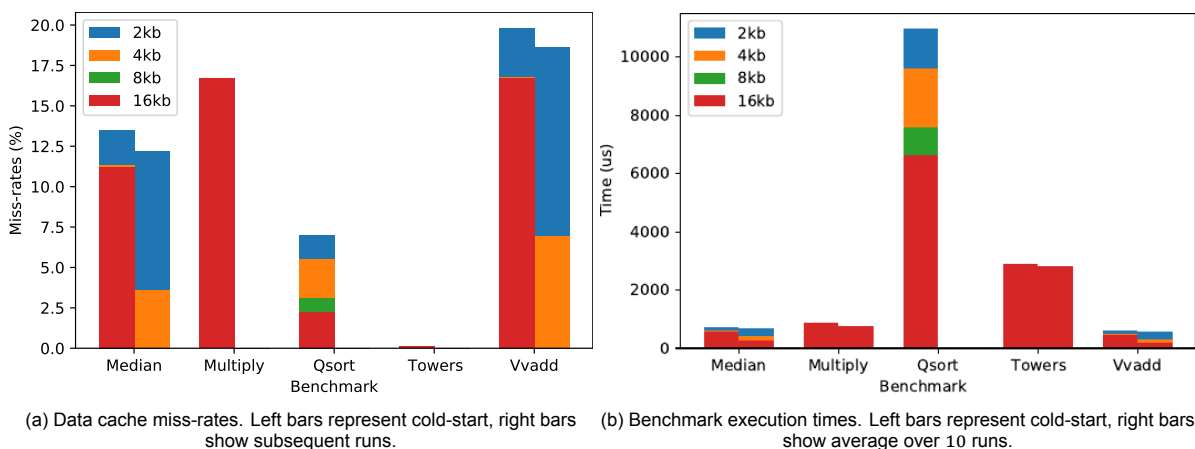 20.0
17.5
15.0
12.5
10.0
7.5
5.0
2.5
0.0
Miss-rates (%)
2kb
4kb
8kb
16kb
Median
Multiply
Qsort
Towers
Vvadd
Benchmark
(a) Data cache miss-rates. Left bars represent cold-start, right bars
show subsequent runs.
10000
8000
6000
4000
2000
0
Time (us)
2kb
4kb
8kb
16kb
Median
Multiply
Qsort
Towers
Vvadd
Benchmark
(b) Benchmark execution times. Left bars represent cold-start, right bars
show average over 10 runs.